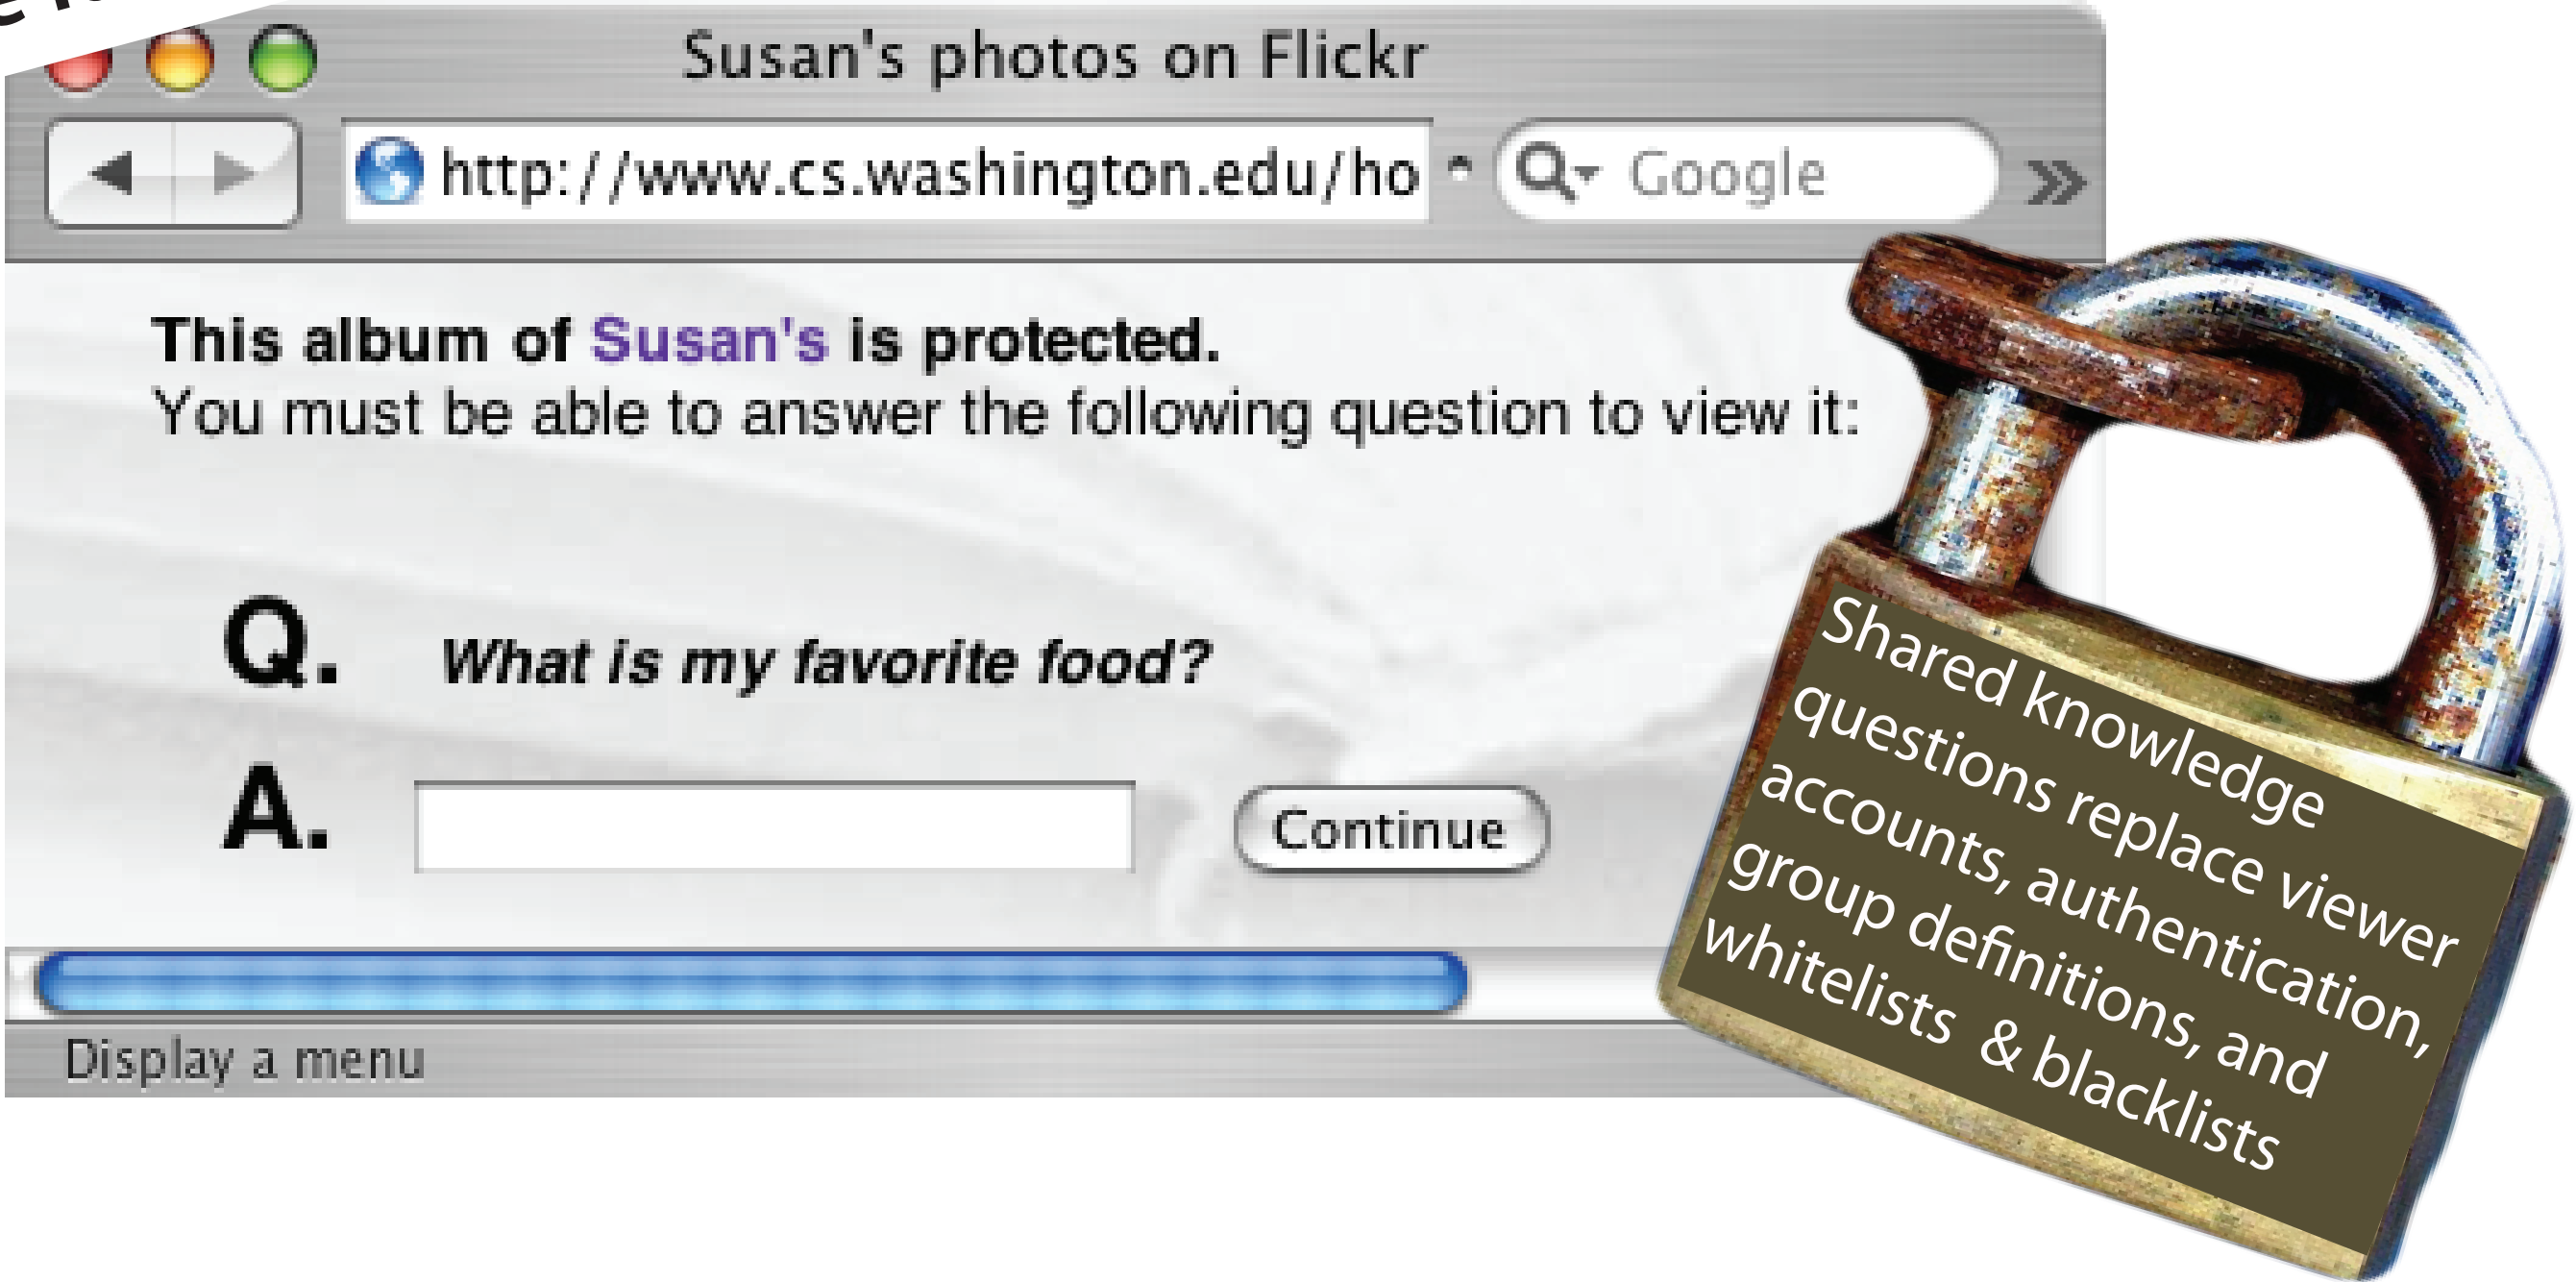 Susan's photos on Flickr
http://www.cs.washington.edu/ho
Google
This album of Susan's is protected.
You must be able to answer the following question to view it:
Q. What is my favorite food?
A.
Continue
Display a menu
Shared knowledge
questions replace viewer
accounts, authentication,
group definitions, and
whitelists & blacklists